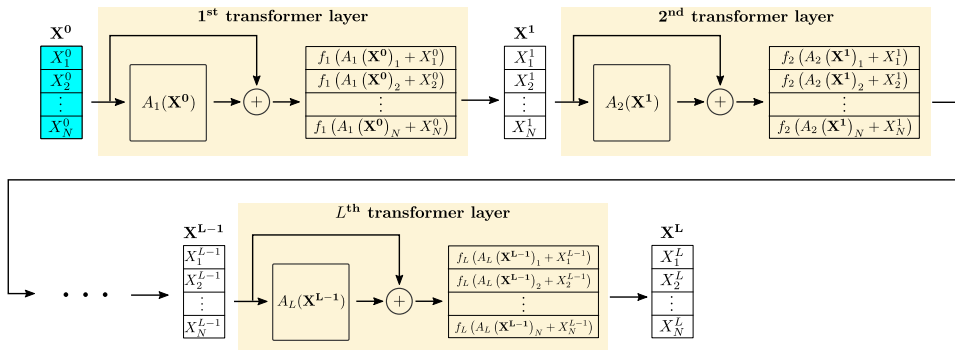 1st transformer layer
2nd transformer layer
X⁰
X₁⁰
X₂⁰
⋮
X_N⁰
A₁(X⁰)
+
f₁ (A₁ (X⁰)₁ + X₁⁰)
f₁ (A₁ (X⁰)₂ + X₂⁰)
⋮
f₁ (A₁ (X⁰)_N + X_N⁰)
X¹
X₁¹
X₂¹
⋮
X_N¹
A₂(X¹)
+
f₂ (A₂ (X¹)₁ + X₁¹)
f₂ (A₂ (X¹)₂ + X₂¹)
⋮
f₂ (A₂ (X¹)_N + X_N¹)
Lth transformer layer
. . .
X^{L−1}
X₁^{L−1}
X₂^{L−1}
⋮
X_N^{L−1}
A_L(X^{L−1})
+
f_L (A_L (X^{L−1})₁ + X₁^{L−1})
f_L (A_L (X^{L−1})₂ + X₂^{L−1})
⋮
f_L (A_L (X^{L−1})_N + X_N^{L−1})
X^L
X₁^L
X₂^L
⋮
X_N^L